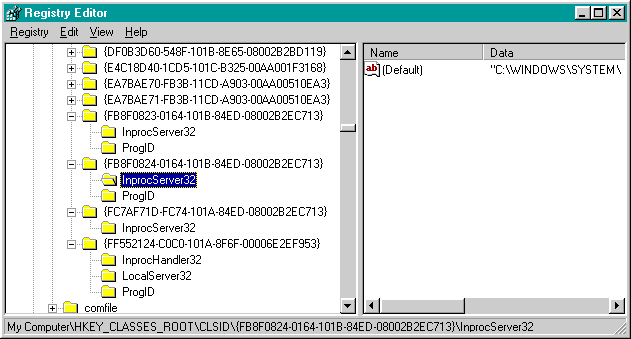 Registry Editor
Registry Edit View Help
{DF0B3D60-548F-101B-8E65-08002B2BD119}
{E4C18D40-1CD5-101C-B325-00AA001F3168}
{EA7BAE70-FB3B-11CD-A903-00AA00510EA3}
{EA7BAE71-FB3B-11CD-A903-00AA00510EA3}
{FB8F0823-0164-101B-84ED-08002B2EC713}
InprocServer32
ProgID
{FB8F0824-0164-101B-84ED-08002B2EC713}
InprocServer32
ProgID
{FC7AF71D-FC74-101A-84ED-08002B2EC713}
InprocServer32
{FF552124-C0C0-101A-8F6F-00006E2EF953}
InprocHandler32
LocalServer32
ProgID
comfile
Name Data
ab (Default) "C:\WINDOWS\SYSTEM\
My Computer\HKEY_CLASSES_ROOT\CLSID\{FB8F0824-0164-101B-84ED-08002B2EC713}\InprocServer32